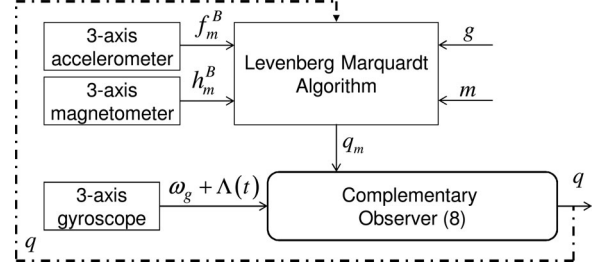 3-axis
accelerometer
f_m^B
3-axis
magnetometer
h_m^B
Levenberg Marquardt
Algorithm
g
m
q_m
3-axis
gyroscope
ω_g + Λ(t)
Complementary
Observer (8)
q
q